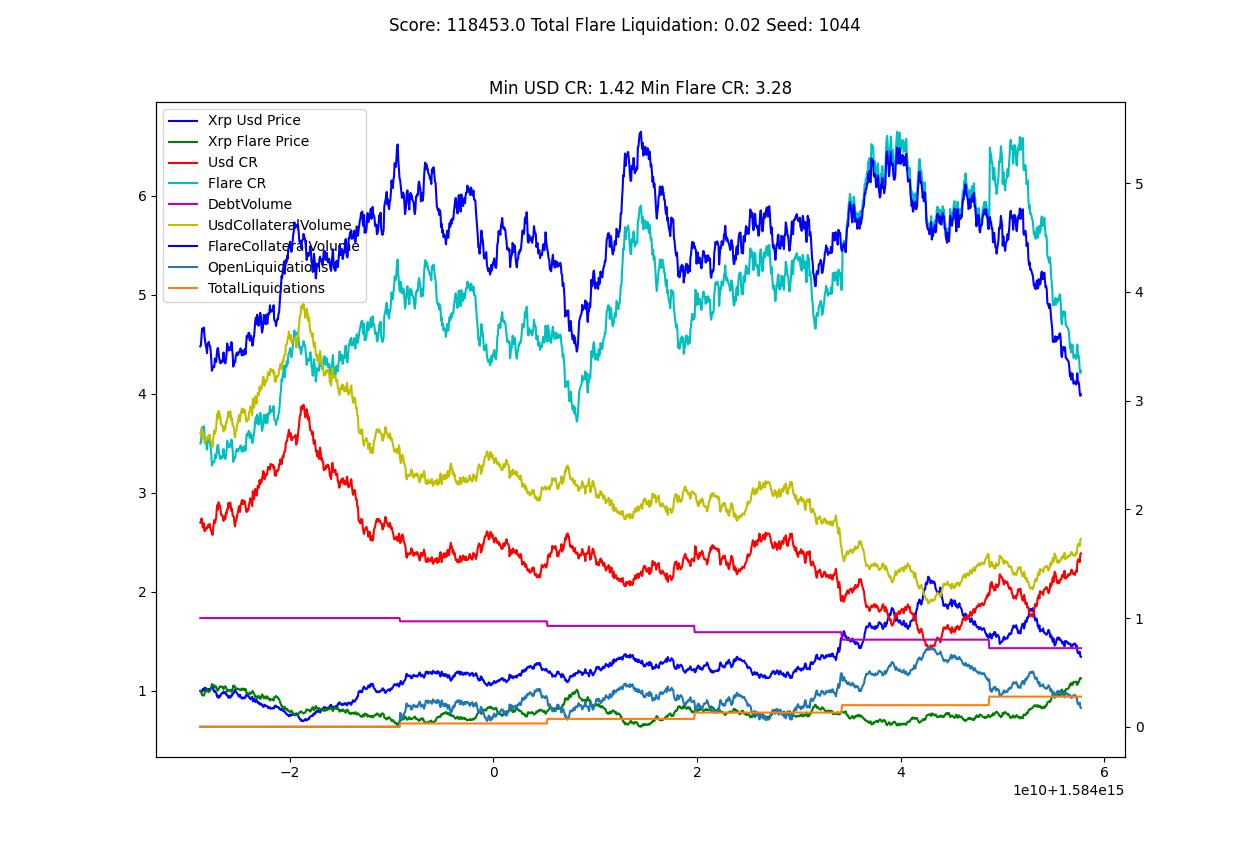 Score: 118453.0 Total Flare Liquidation: 0.02 Seed: 1044
Min USD CR: 1.42 Min Flare CR: 3.28
Xrp Usd Price
Xrp Flare Price
Usd CR
Flare CR
DebtVolume
UsdCollateralVolume
FlareCollateralVolume
OpenLiquidations
TotalLiquidations
6
5
4
3
2
1
5
4
3
2
1
0
−2
0
2
4
6
1e10+1.584e15